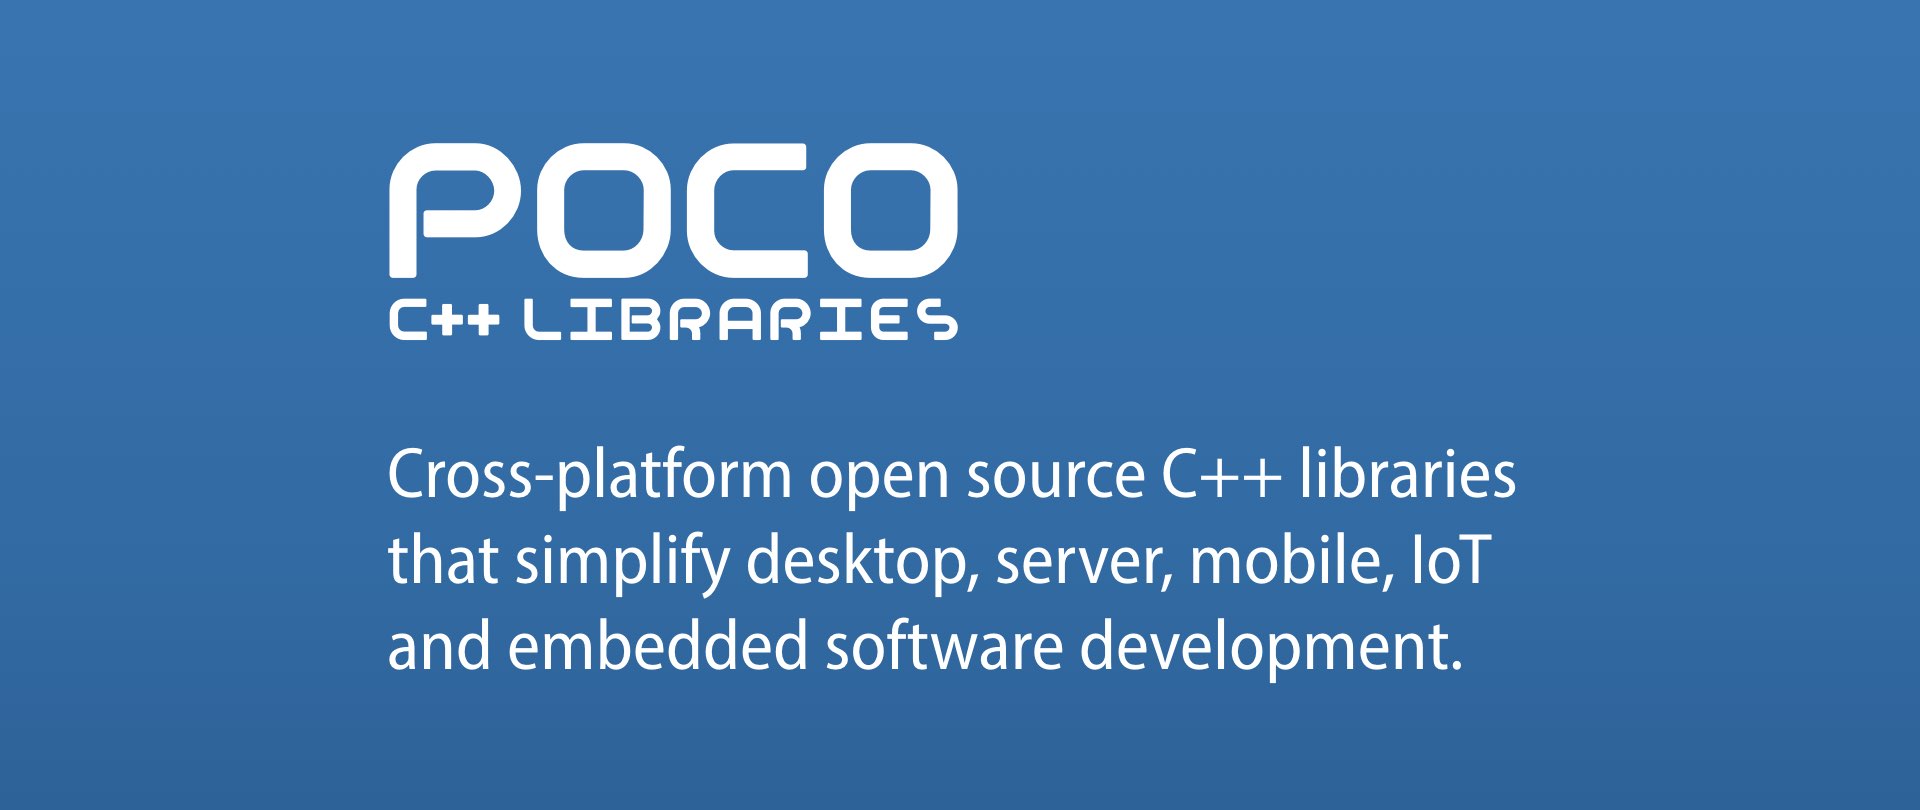 POCO
C++ LIBRARIES
Cross-platform open source C++ libraries
that simplify desktop, server, mobile, IoT
and embedded software development.